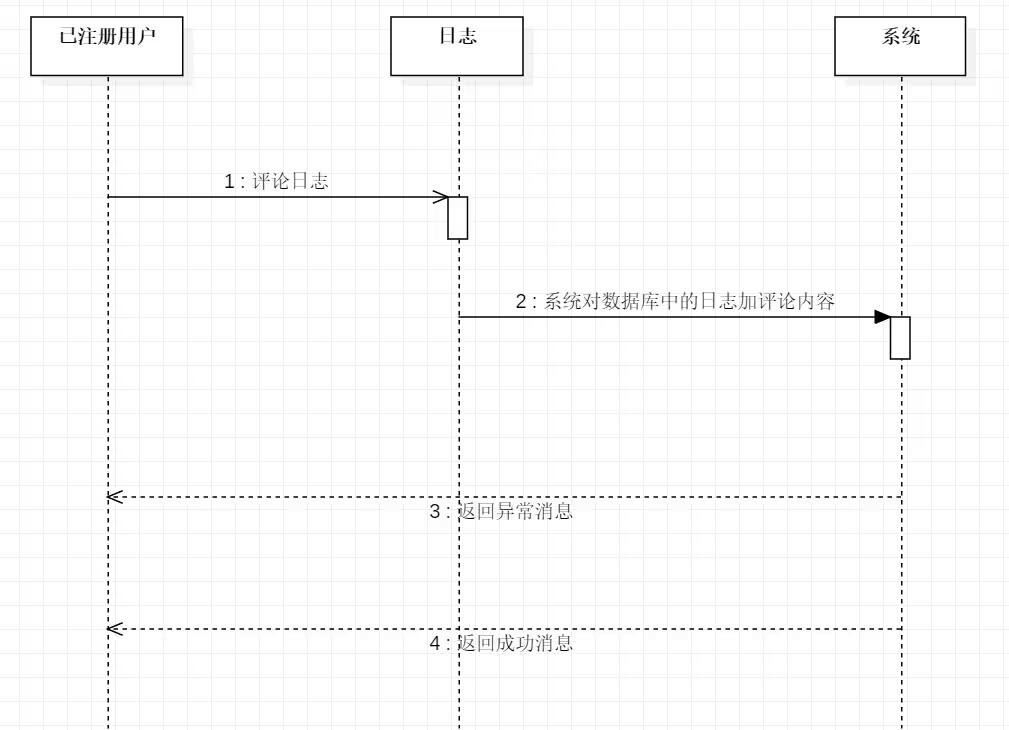 已注册用户
日志
系统
1 : 评论日志
2 : 系统对数据库中的日志加评论内容
3 : 返回异常消息
4 : 返回成功消息